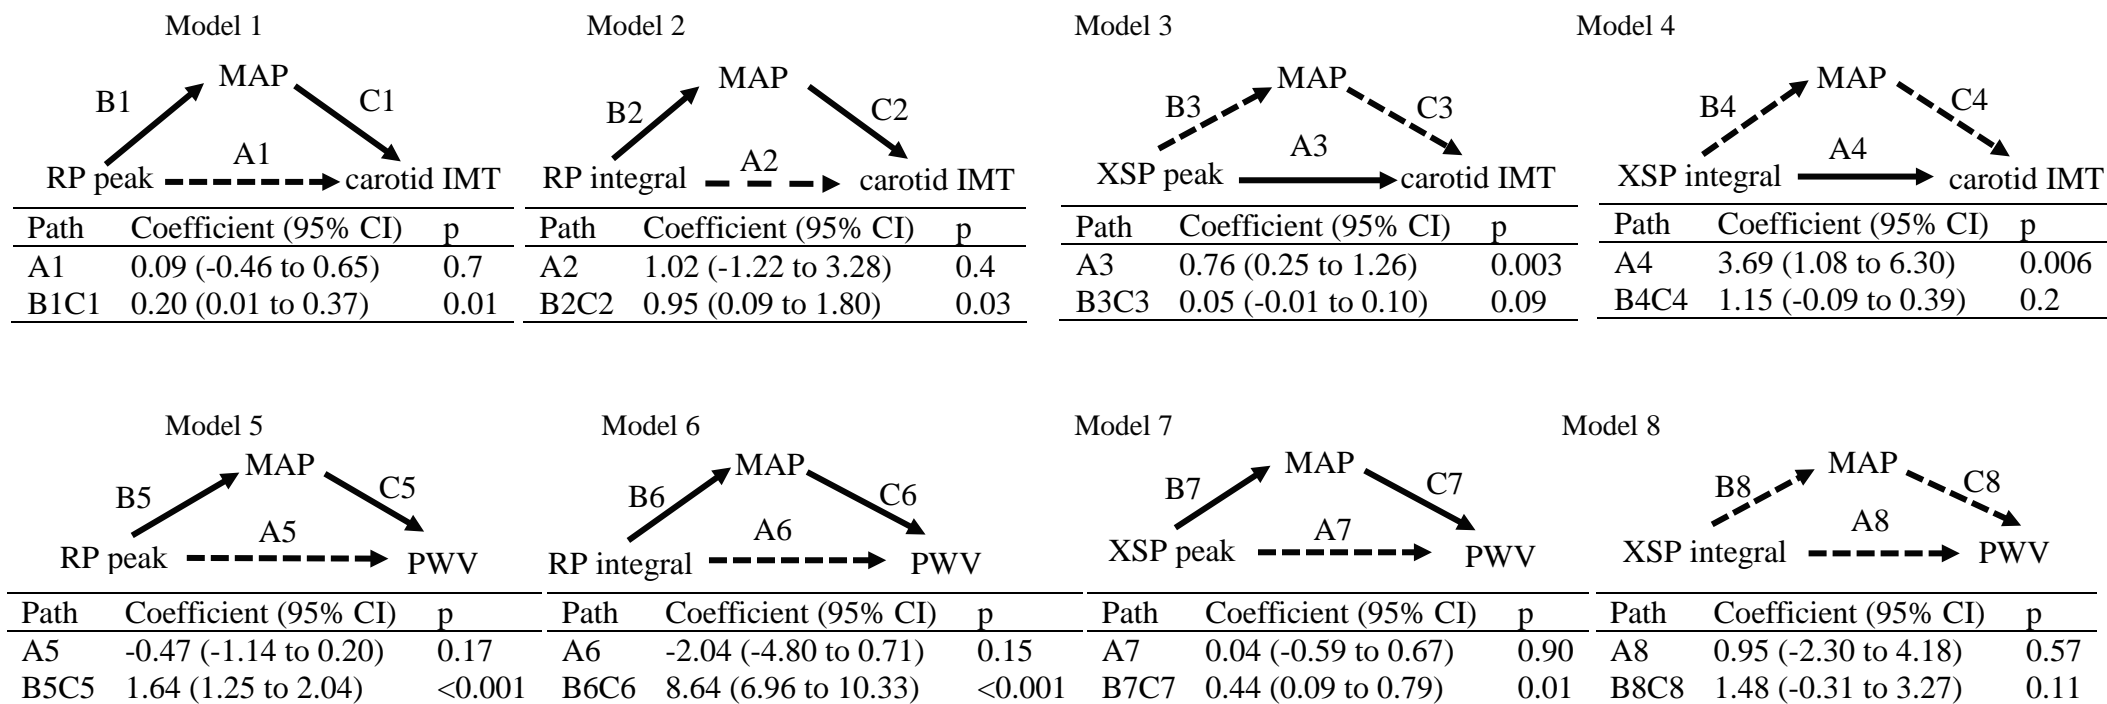 Model 1
MAP
B1
C1
A1
RP peak
carotid IMT
Path Coefficient (95% CI) p
A1 0.09 (-0.46 to 0.65) 0.7
B1C1 0.20 (0.01 to 0.37) 0.01
Model 2
MAP
B2
C2
A2
RP integral
carotid IMT
Path Coefficient (95% CI) p
A2 1.02 (-1.22 to 3.28) 0.4
B2C2 0.95 (0.09 to 1.80) 0.03
Model 3
MAP
B3
C3
A3
XSP peak
carotid IMT
Path Coefficient (95% CI) p
A3 0.76 (0.25 to 1.26) 0.003
B3C3 0.05 (-0.01 to 0.10) 0.09
Model 4
MAP
B4
C4
A4
XSP integral
carotid IMT
Path Coefficient (95% CI) p
A4 3.69 (1.08 to 6.30) 0.006
B4C4 1.15 (-0.09 to 0.39) 0.2
Model 5
MAP
B5
C5
A5
RP peak
PWV
Path Coefficient (95% CI) p
A5 -0.47 (-1.14 to 0.20) 0.17
B5C5 1.64 (1.25 to 2.04) <0.001
Model 6
MAP
B6
C6
A6
RP integral
PWV
Path Coefficient (95% CI) p
A6 -2.04 (-4.80 to 0.71) 0.15
B6C6 8.64 (6.96 to 10.33) <0.001
Model 7
MAP
B7
C7
A7
XSP peak
PWV
Path Coefficient (95% CI) p
A7 0.04 (-0.59 to 0.67) 0.90
B7C7 0.44 (0.09 to 0.79) 0.01
Model 8
MAP
B8
C8
A8
XSP integral
PWV
Path Coefficient (95% CI) p
A8 0.95 (-2.30 to 4.18) 0.57
B8C8 1.48 (-0.31 to 3.27) 0.11